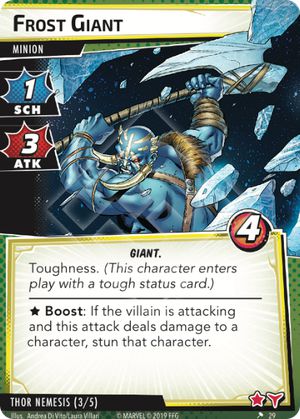 Frost Giant
MINION
1
SCH
3
ATK
4
GIANT.
Toughness. (This character enters
play with a tough status card.)
★ Boost: If the villain is attacking
and this attack deals damage to a
character, stun that character.
THOR NEMESIS (3/5)
Illus. Andrea Di Vito/Laura Villari
© MARVEL © 2019 FFG
29